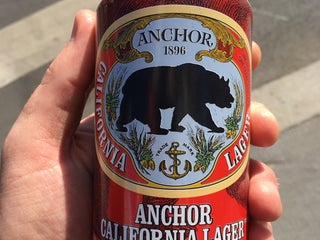 ANCHOR
1896
CALIFORNIA
LAGER
TRADE MARK
ANCHOR
CALIFORNIA LAGER